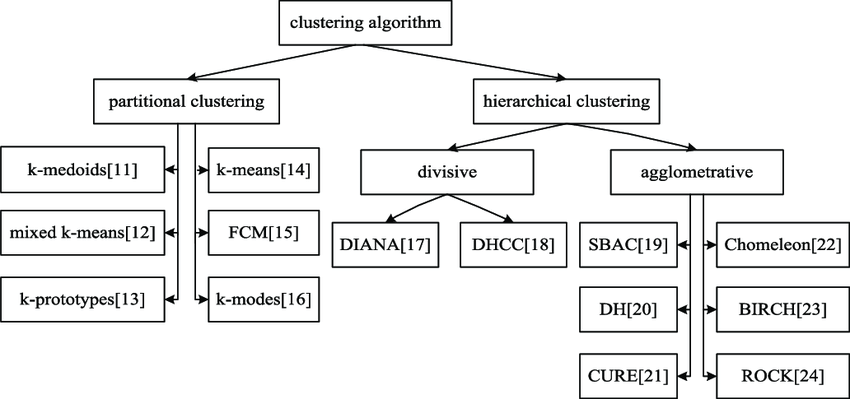 clustering algorithm
partitional clustering
hierarchical clustering
k-medoids[11]
k-means[14]
divisive
agglometrative
mixed k-means[12]
FCM[15]
DIANA[17]
DHCC[18]
SBAC[19]
Chomeleon[22]
k-prototypes[13]
k-modes[16]
DH[20]
BIRCH[23]
CURE[21]
ROCK[24]